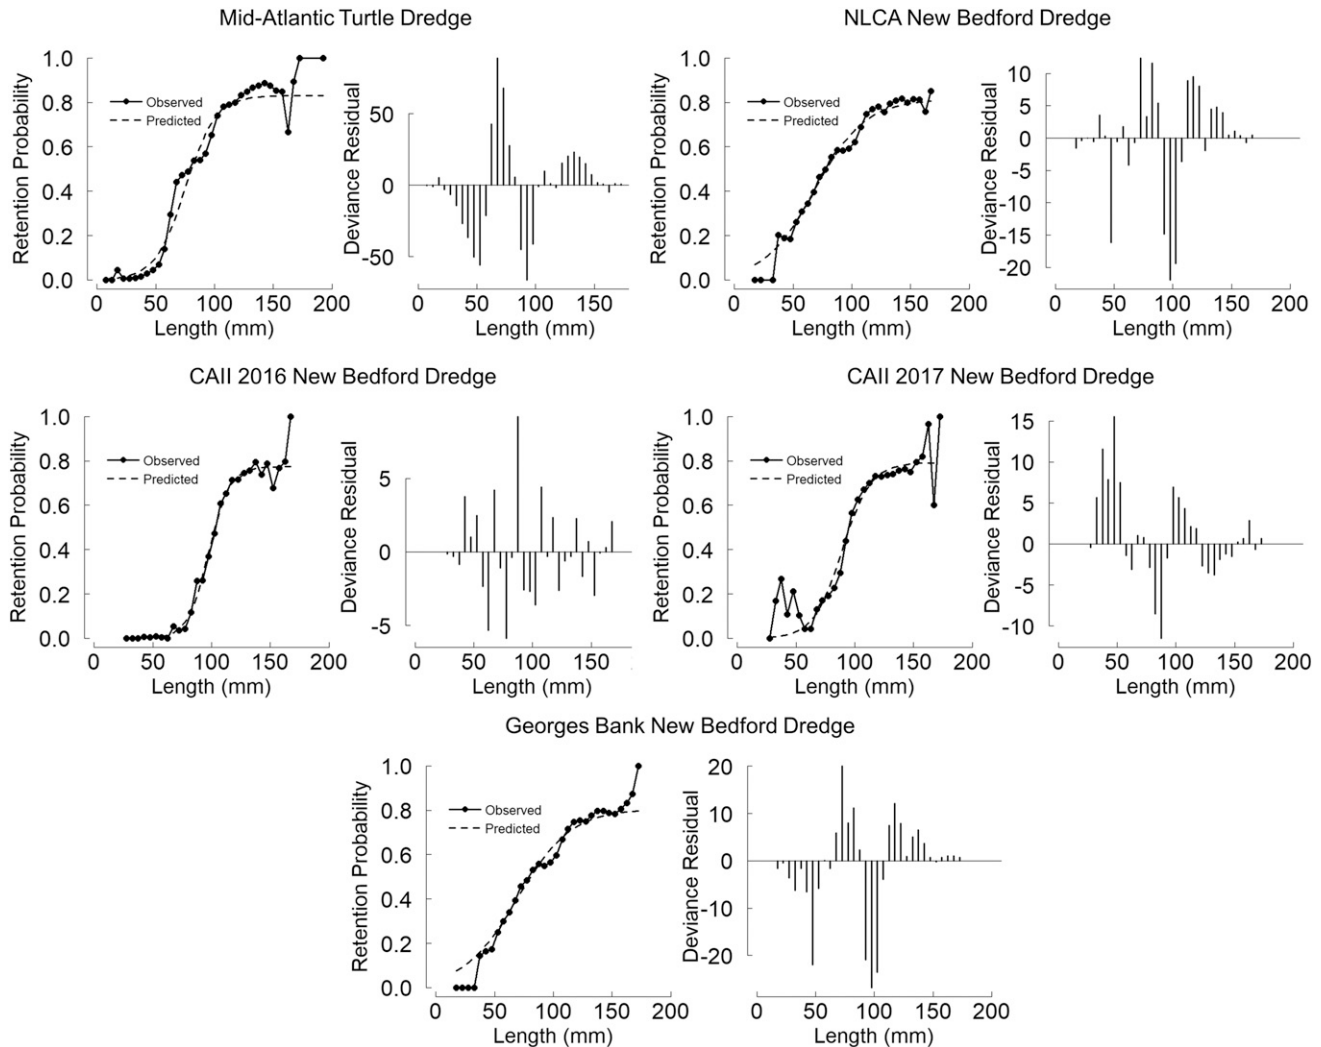 Mid-Atlantic Turtle Dredge
Retention Probability
1.0
0.8
0.6
0.4
0.2
0.0
Observed
Predicted
0 50 100 150 200
Length (mm)
Deviance Residual
50
0
-50
0 50 100 150
Length (mm)
NLCA New Bedford Dredge
Retention Probability
1.0
0.8
0.6
0.4
0.2
0.0
Observed
Predicted
0 50 100 150 200
Length (mm)
Deviance Residual
10
5
0
-5
-10
-15
-20
0 50 100 150 200
Length (mm)
CAII 2016 New Bedford Dredge
Retention Probability
1.0
0.8
0.6
0.4
0.2
0.0
Observed
Predicted
0 50 100 150 200
Length (mm)
Deviance Residual
5
0
-5
0 50 100 150
Length (mm)
CAII 2017 New Bedford Dredge
Retention Probability
1.0
0.8
0.6
0.4
0.2
0.0
Observed
Predicted
0 50 100 150 200
Length (mm)
Deviance Residual
15
10
5
0
-5
-10
0 50 100 150 200
Length (mm)
Georges Bank New Bedford Dredge
Retention Probability
1.0
0.8
0.6
0.4
0.2
0.0
Observed
Predicted
0 50 100 150 200
Length (mm)
Deviance Residual
20
10
0
-10
-20
0 50 100 150 200
Length (mm)